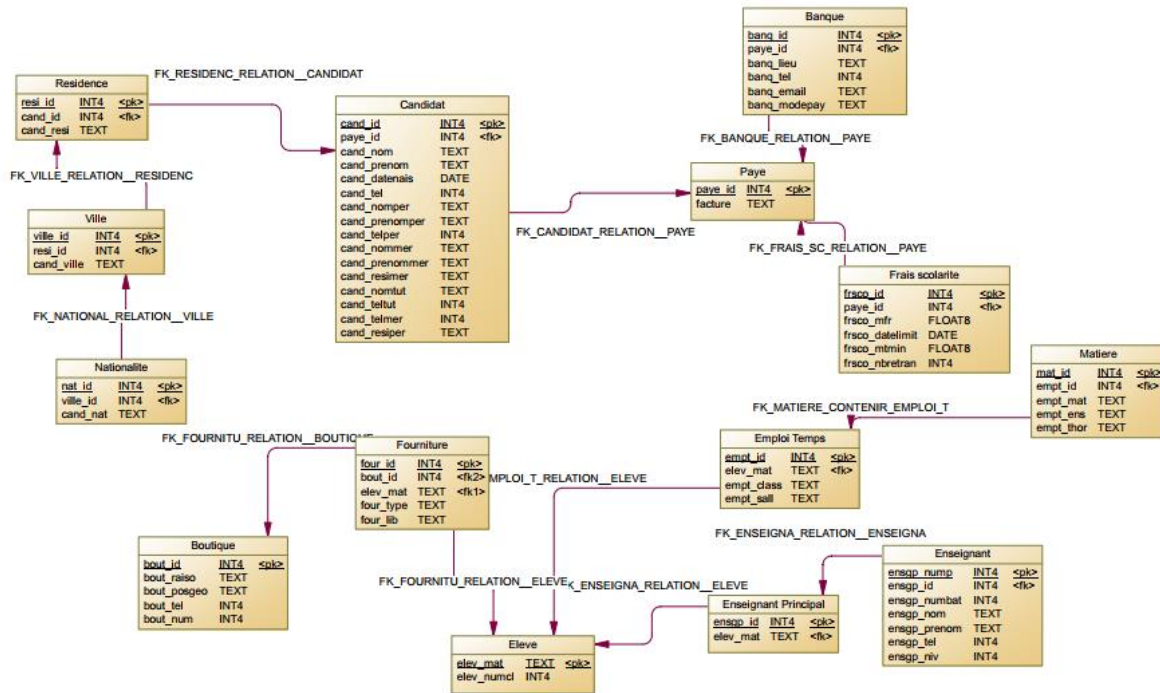 Banque
banq_id INT4 <pk>
paye_id INT4 <fk>
banq_lieu TEXT
banq_tel INT4
banq_email TEXT
banq_modepay TEXT
FK_RESIDENC_RELATION__CANDIDAT
Residence
resi_id INT4 <pk>
cand_id INT4 <fk>
cand_resi TEXT
Candidat
cand_id INT4 <pk>
paye_id INT4 <fk>
cand_nom TEXT
cand_prenom TEXT
cand_datenais DATE
cand_tel INT4
cand_nomper TEXT
cand_prenomper TEXT
cand_telper INT4
cand_nommer TEXT
cand_prenommer TEXT
cand_resimer TEXT
cand_nomtut TEXT
cand_teltut INT4
cand_telmer INT4
cand_resiper TEXT
FK_BANQUE_RELATION__PAYE
Paye
paye_id INT4 <pk>
facture TEXT
FK_VILLE_RELATION__RESIDENC
Ville
ville_id INT4 <pk>
resi_id INT4 <fk>
cand_ville TEXT
FK_CANDIDAT_RELATION__PAYE
FK_FRAIS_SC_RELATION__PAYE
Frais scolarite
frsco_id INT4 <pk>
paye_id INT4 <fk>
frsco_mfr FLOAT8
frsco_datelimit DATE
frsco_mtmin FLOAT8
frsco_nbretran INT4
FK_NATIONAL_RELATION__VILLE
Nationalite
nat_id INT4 <pk>
ville_id INT4 <fk>
cand_nat TEXT
Matiere
mat_id INT4 <pk>
empt_id INT4 <fk>
empt_mat TEXT
empt_ens TEXT
empt_thor TEXT
FK_MATIERE_CONTENIR_EMPLOI_T
FK_FOURNITU_RELATION__BOUTIQUE
Fourniture
four_id INT4 <pk>
bout_id INT4 <fk2>
elev_mat TEXT <fk1>
four_type TEXT
four_lib TEXT
MPLOI_T_RELATION__ELEVE
Emploi Temps
empt_id INT4 <pk>
elev_mat TEXT <fk>
empt_class TEXT
empt_sall TEXT
Boutique
bout_id INT4 <pk>
bout_raiso TEXT
bout_posgeo TEXT
bout_tel INT4
bout_num INT4
FK_ENSEIGNA_RELATION__ENSEIGNA
Enseignant
ensgp_nump INT4 <pk>
ensgp_id INT4 <fk>
ensgp_numbat INT4
ensgp_nom TEXT
ensgp_prenom TEXT
ensgp_tel INT4
ensgp_niv INT4
FK_FOURNITU_RELATION__ELEVE
K_ENSEIGNA_RELATION__ELEVE
Enseignant Principal
ensgp_id INT4 <pk>
elev_mat TEXT <fk>
Eleve
elev_mat TEXT <pk>
elev_numcl INT4